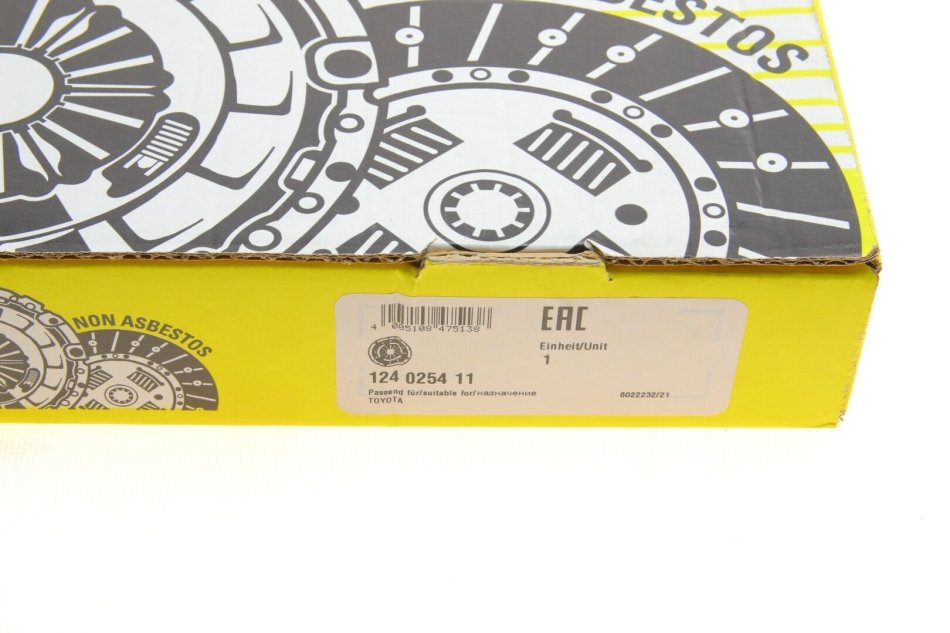 ASBESTOS
NON ASBESTOS
4 005108 475138
EAC
Einheit/Unit
1
124 0254 11
Passend für/suitable for/назначение
TOYOTA
6022232/21